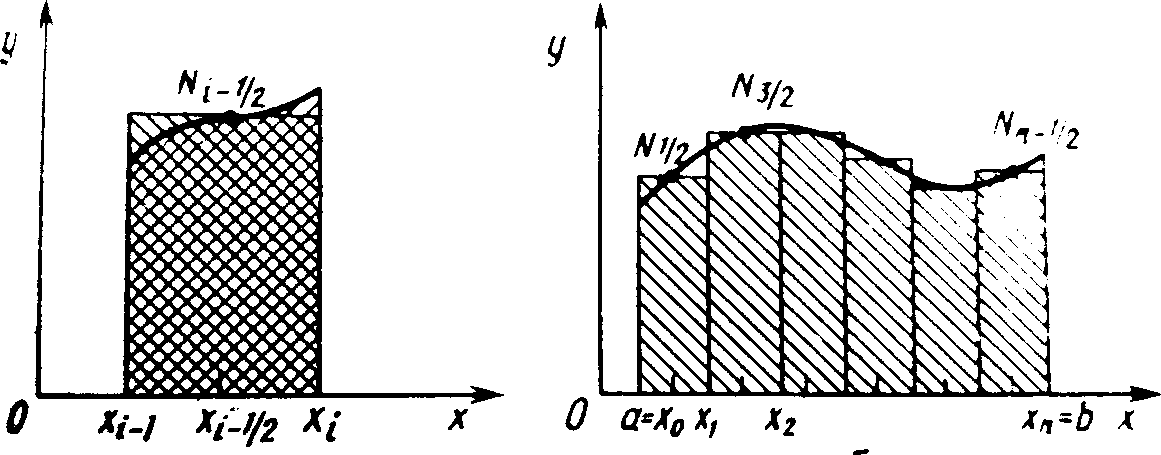 y
N i-1/2
0
x i-1
x i-1/2
x i
x
y
N 1/2
N 3/2
N n-1/2
0
a=x₀
x₁
x₂
xₙ=b
x